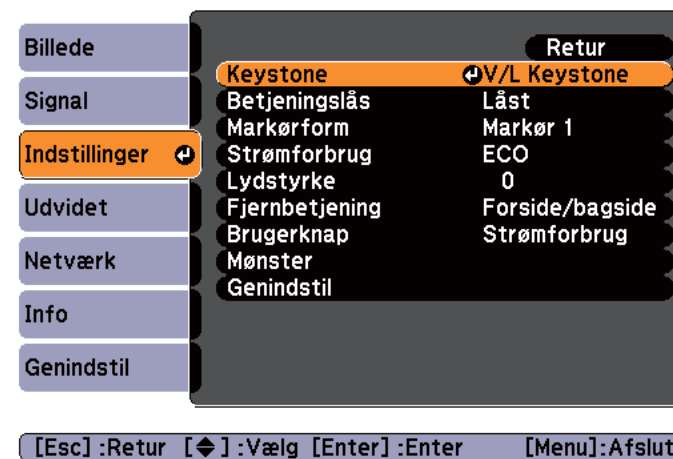 Billede
Signal
Indstillinger
Udvidet
Netværk
Info
Genindstil
Retur
Keystone V/L Keystone
Betjeningslås Låst
Markørform Markør 1
Strømforbrug ECO
Lydstyrke 0
Fjernbetjening Forside/bagside
Brugerknap Strømforbrug
Mønster
Genindstil
[Esc] :Retur [◆] :Vælg [Enter] :Enter [Menu]:Afslut